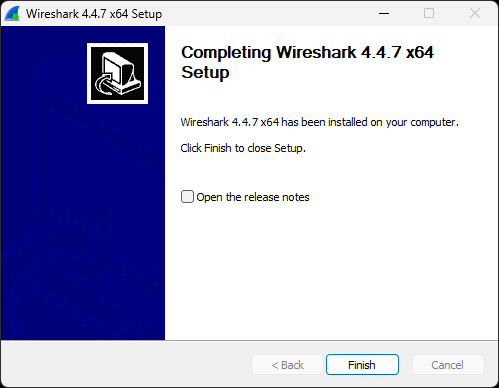 Wireshark 4.4.7 x64 Setup
Completing Wireshark 4.4.7 x64
Setup
Wireshark 4.4.7 x64 has been installed on your computer.
Click Finish to close Setup.
Open the release notes
< Back
Finish
Cancel